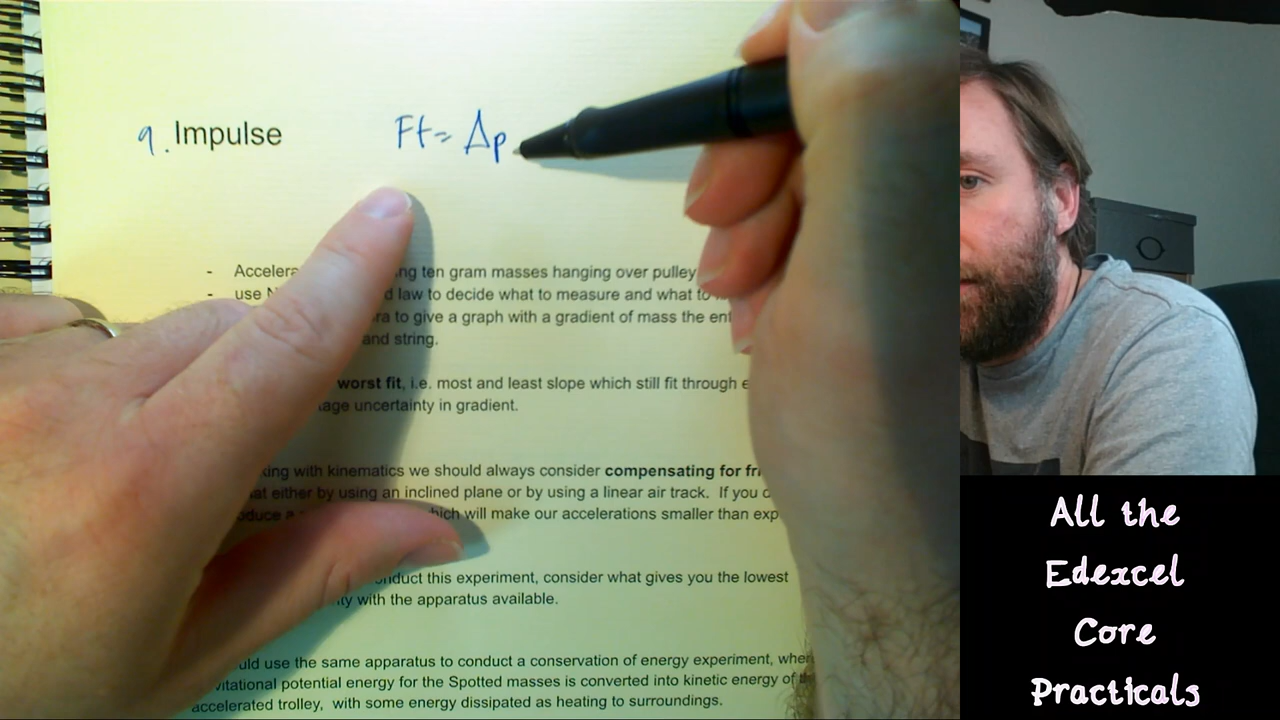 9. Impulse Ft = Δp
- Accelera ng ten gram masses hanging over pulley
- use d law to decide what to measure and what to
ra to give a graph with a gradient of mass the ent
and string.
worst fit, i.e. most and least slope which still fit through e
age uncertainty in gradient.
king with kinematics we should always consider compensating for fri
at either by using an inclined plane or by using a linear air track. If you
duce a which will make our accelerations smaller than exp
onduct this experiment, consider what gives you the lowest
ty with the apparatus available.
uld use the same apparatus to conduct a conservation of energy experiment, wher
vitational potential energy for the Spotted masses is converted into kinetic energy of
accelerated trolley, with some energy dissipated as heating to surroundings.
All the
Edexcel
Core
Practicals